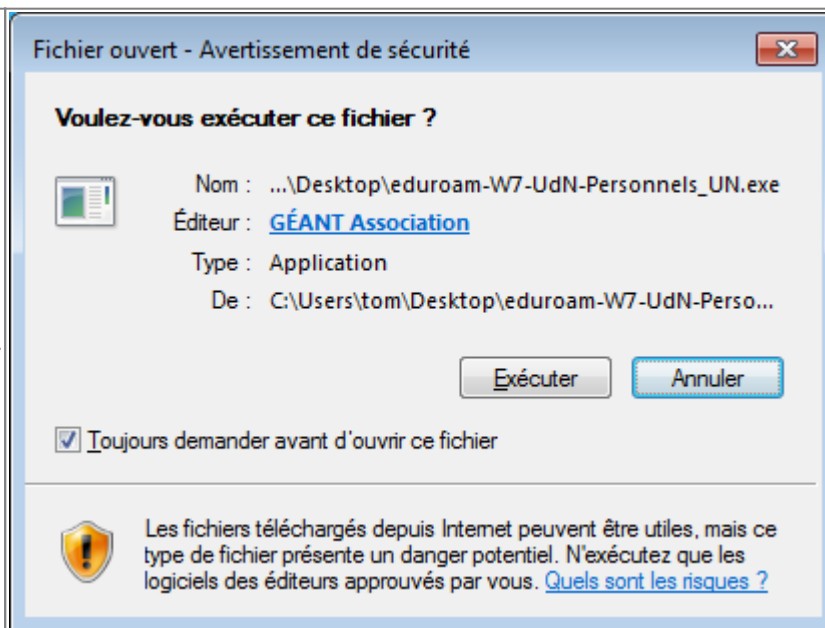 Fichier ouvert - Avertissement de sécurité
Voulez-vous exécuter ce fichier ?
Nom : ...\Desktop\eduroam-W7-UdN-Personnels_UN.exe
Éditeur : GÉANT Association
Type : Application
De : C:\Users\tom\Desktop\eduroam-W7-UdN-Perso...
Exécuter Annuler
Toujours demander avant d'ouvrir ce fichier
Les fichiers téléchargés depuis Internet peuvent être utiles, mais ce
type de fichier présente un danger potentiel. N'exécutez que les
logiciels des éditeurs approuvés par vous. Quels sont les risques ?